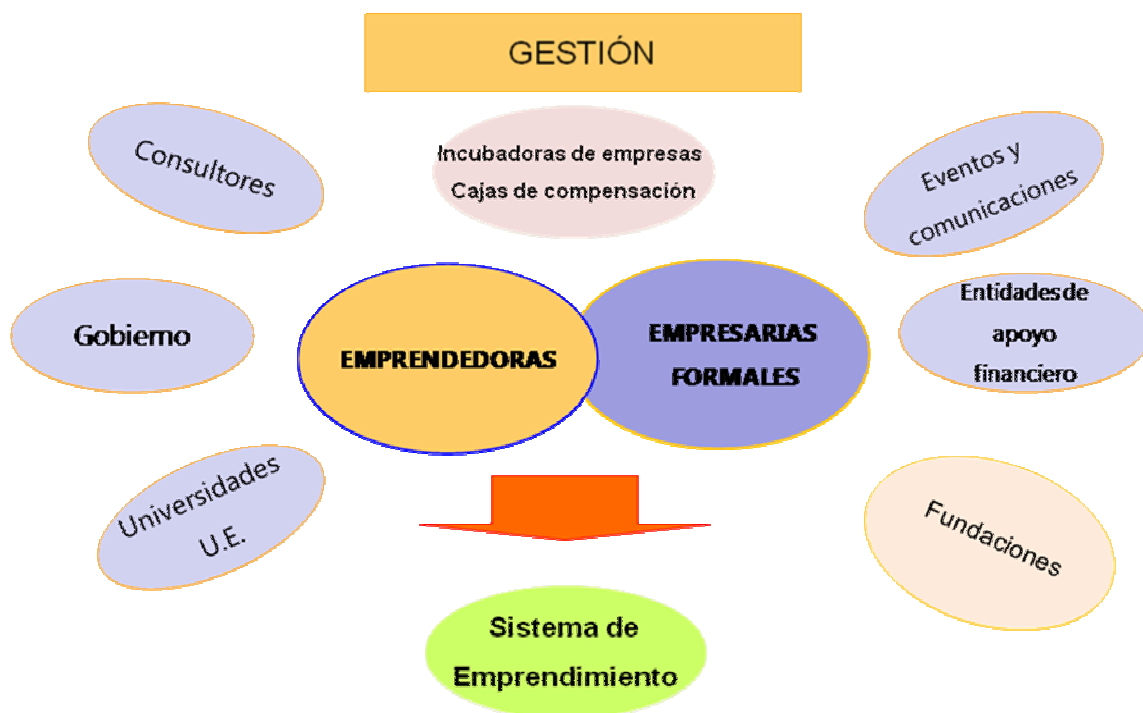 GESTIÓN
Consultores
Incubadoras de empresas
Cajas de compensación
Eventos y
comunicaciones
Gobierno
EMPRENDEDORAS
EMPRESARIAS
FORMALES
Entidades de
apoyo
financiero
Universidades
U.E.
Fundaciones
Sistema de
Emprendimiento